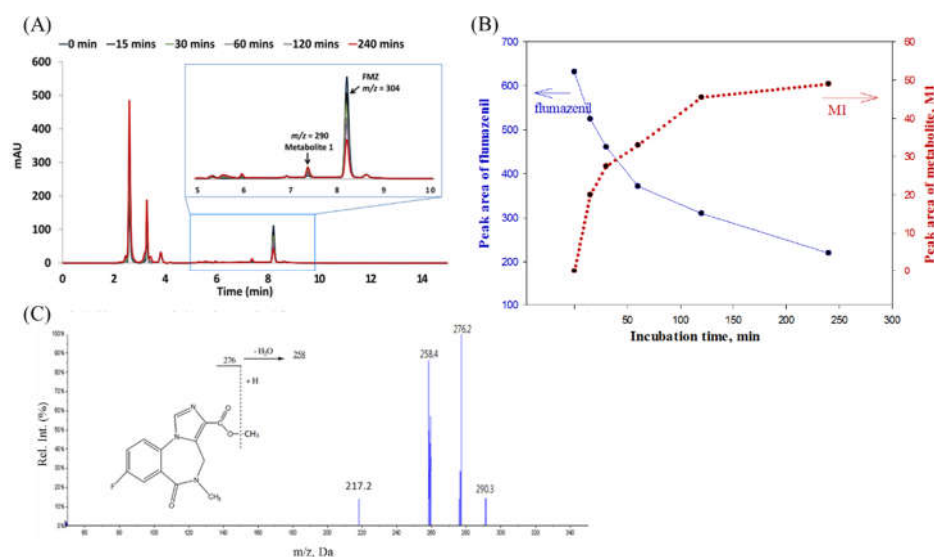 (A)
0 min 15 mins 30 mins 60 mins 120 mins 240 mins
600
500
400
300
200
100
0
mAU
0 2 4 6 8 10 12 14
Time (min)
FMZ
m/z = 304
m/z = 290
Metabolite 1
5 6 7 8 9 10
(B)
700
600
500
400
300
200
100
Peak area of flumazenil
flumazenil
MI
60
50
40
30
20
10
0
Peak area of metabolite, M1
50 100 150 200 250 300
Incubation time, min
(C)
Rel. Int. (%)
276 - H₂O 258
+ H
O
O
CH₃
N
N
N
CH₃
F
O
217.2
258.4
276.2
290.3
m/z, Da